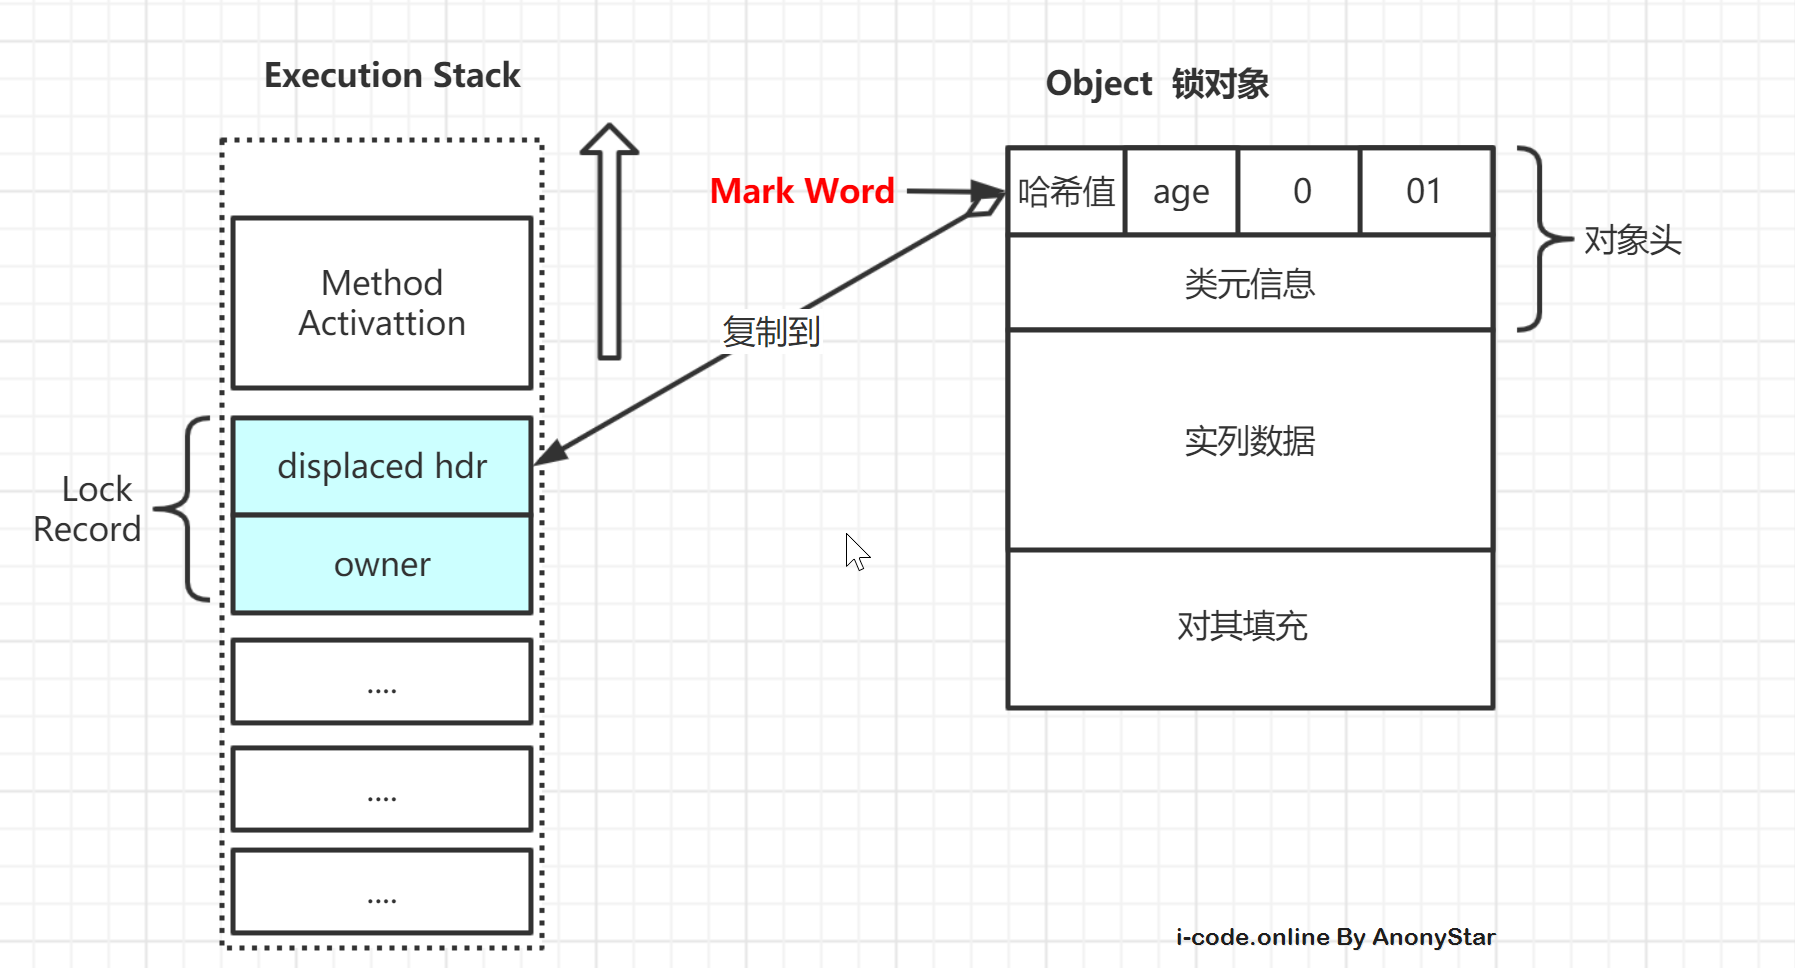 Execution Stack
Object 锁对象
Mark Word
哈希值
age
0
01
对象头
类元信息
Method
Activattion
复制到
实列数据
displaced hdr
Lock
Record
owner
对其填充
....
....
....
i-code.online By AnonyStar